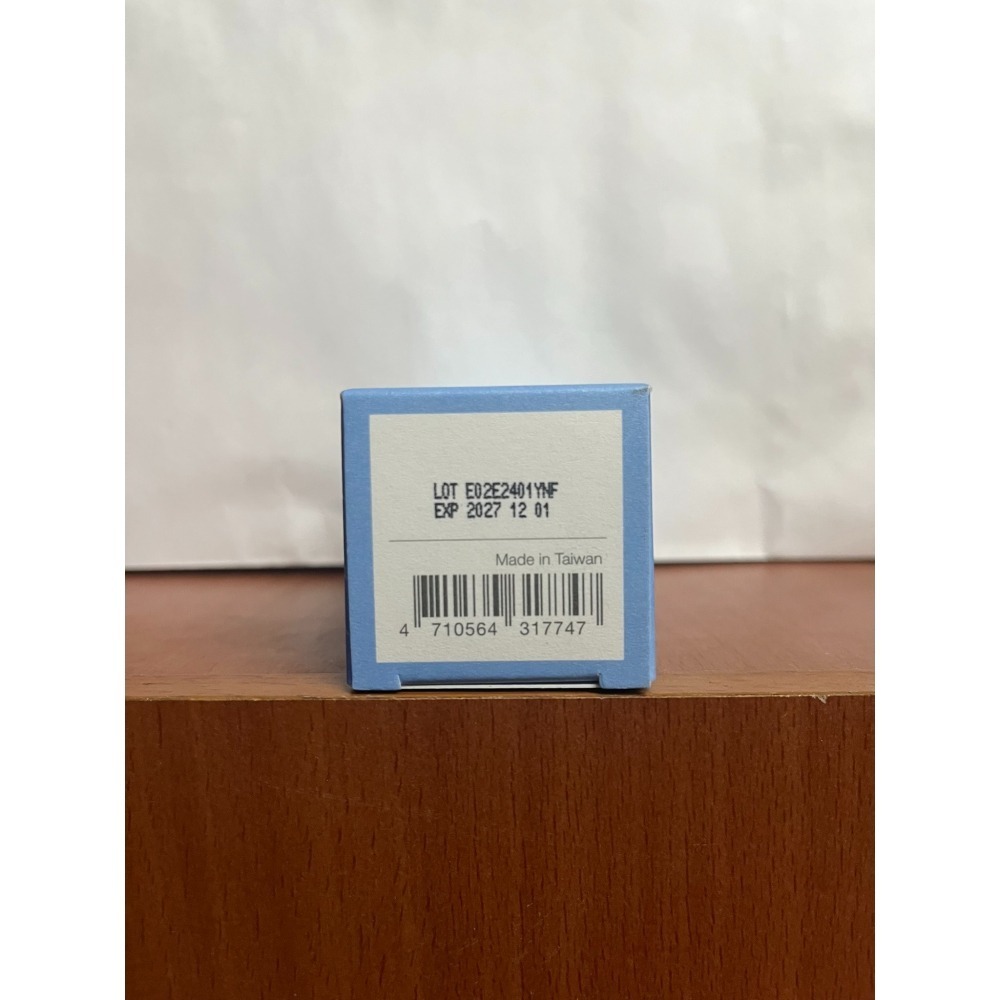 LOT E02E2401YNF
EXP 2027 12 01
Made in Taiwan
4 710564 317747